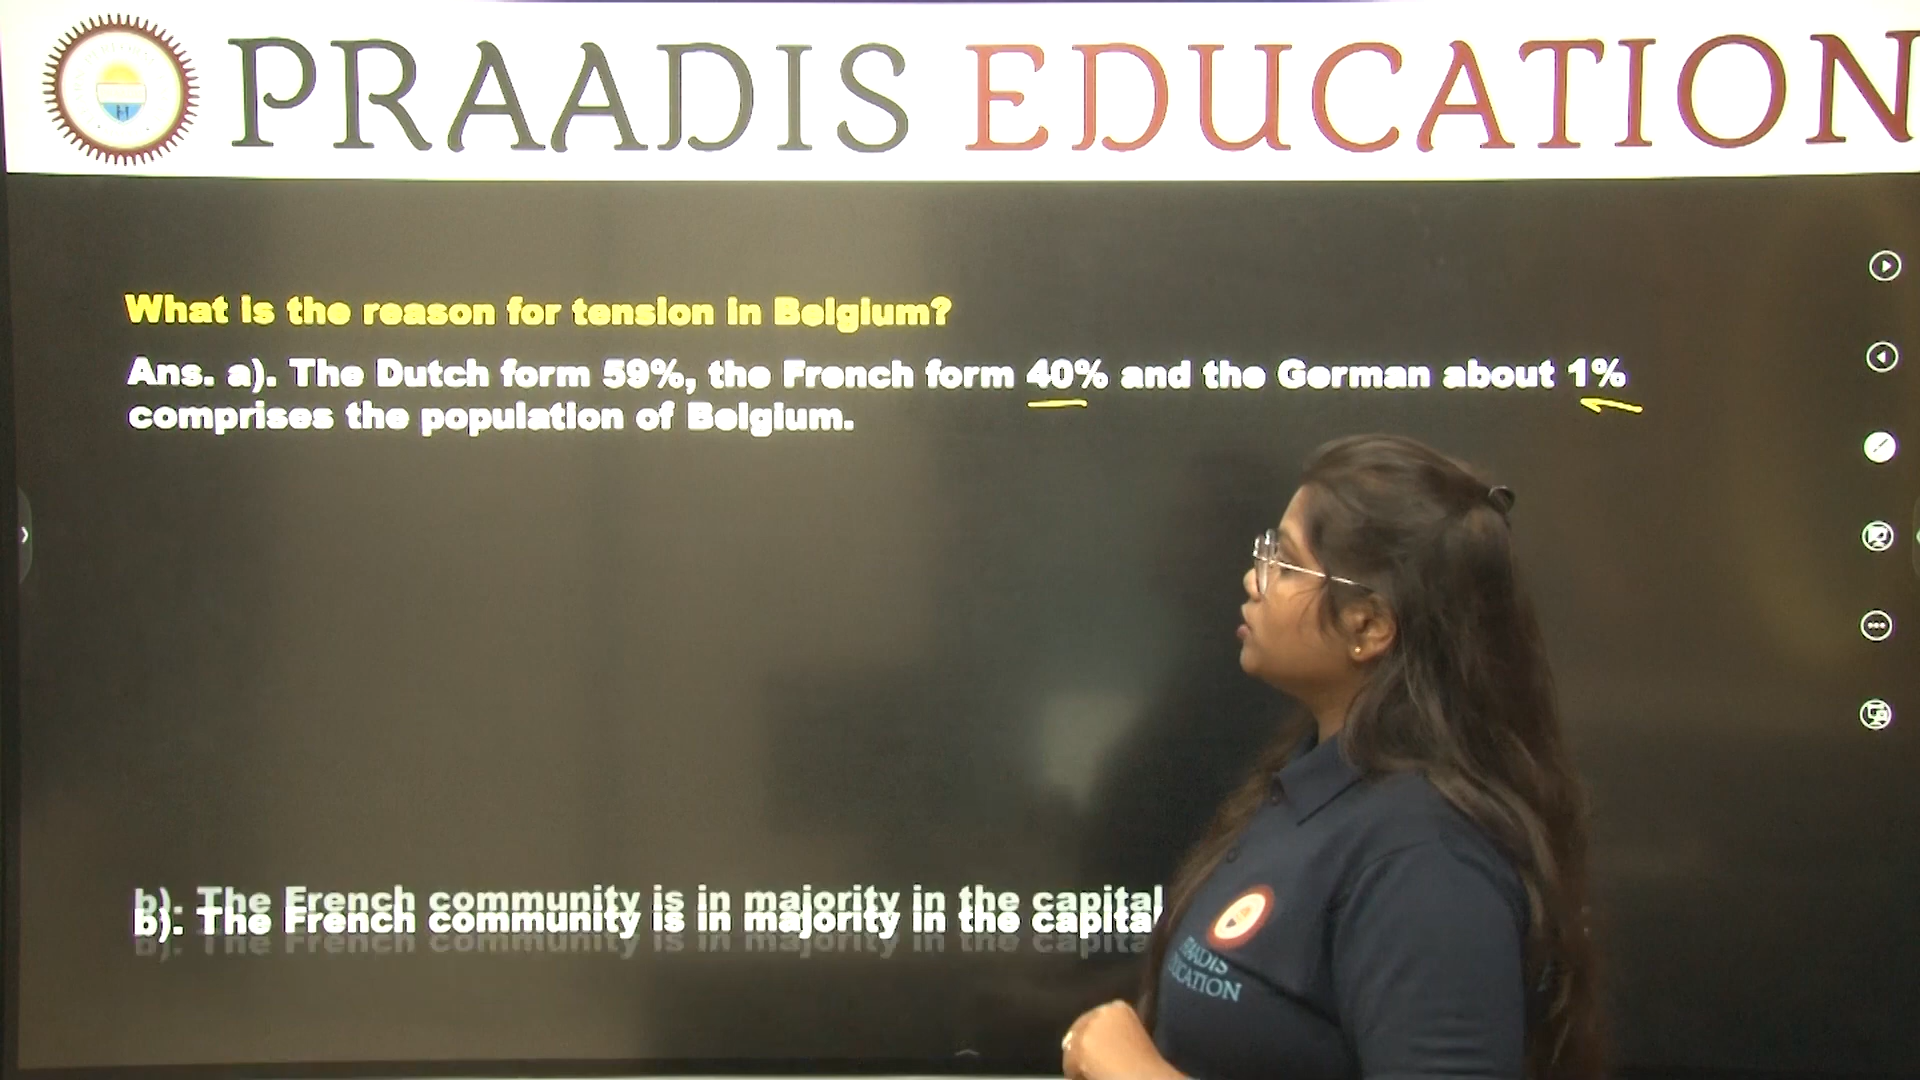 PRAADIS EDUCATION
What is the reason for tension in Belgium?
Ans. a). The Dutch form 59%, the French form 40% and the German about 1%
comprises the population of Belgium.
b). The French community is in majority in the capital
PRAADIS
EDUCATION